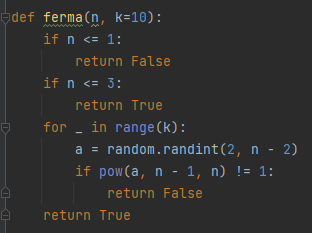 def ferma(n, k=10):
    if n <= 1:
        return False
    if n <= 3:
        return True
    for _ in range(k):
        a = random.randint(2, n - 2)
        if pow(a, n - 1, n) != 1:
            return False
    return True